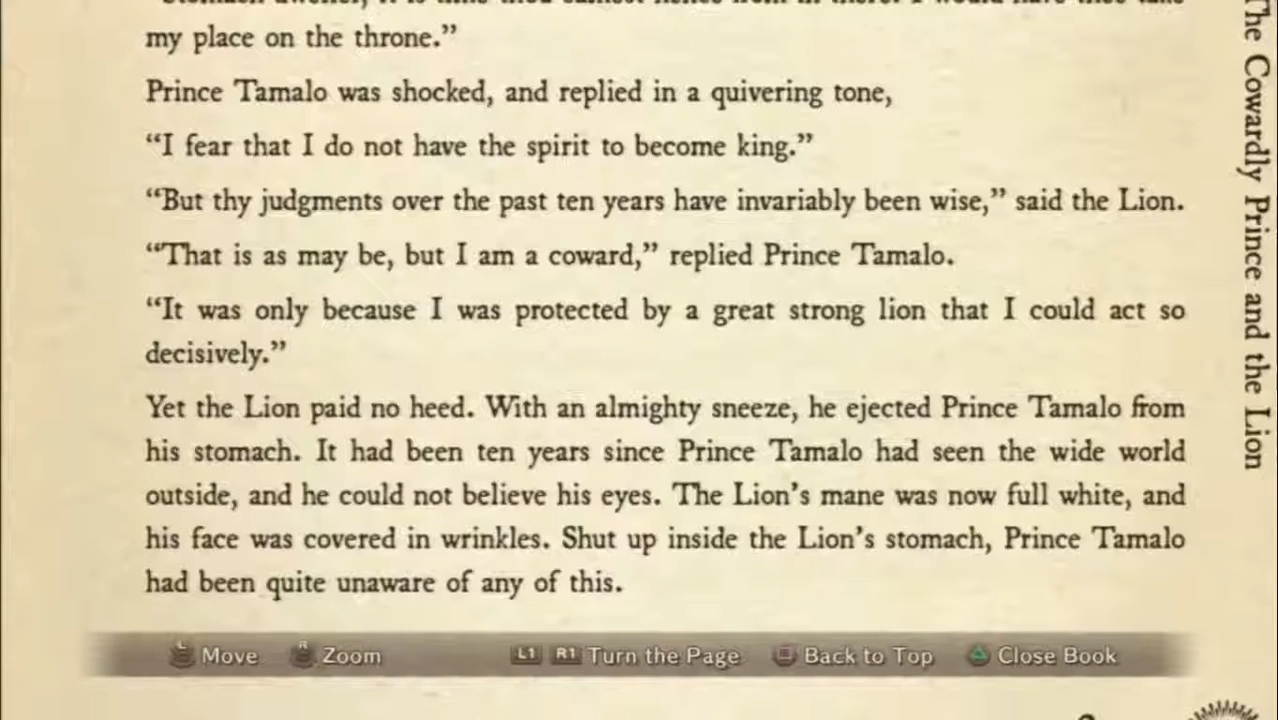 my place on the throne.”
Prince Tamalo was shocked, and replied in a quivering tone,
“I fear that I do not have the spirit to become king.”
“But thy judgments over the past ten years have invariably been wise,” said the Lion.
“That is as may be, but I am a coward,” replied Prince Tamalo.
“It was only because I was protected by a great strong lion that I could act so
decisively.”
Yet the Lion paid no heed. With an almighty sneeze, he ejected Prince Tamalo from
his stomach. It had been ten years since Prince Tamalo had seen the wide world
outside, and he could not believe his eyes. The Lion’s mane was now full white, and
his face was covered in wrinkles. Shut up inside the Lion’s stomach, Prince Tamalo
had been quite unaware of any of this.
The Cowardly Prince and the Lion
L Move R Zoom L1 R1 Turn the Page Back to Top Close Book